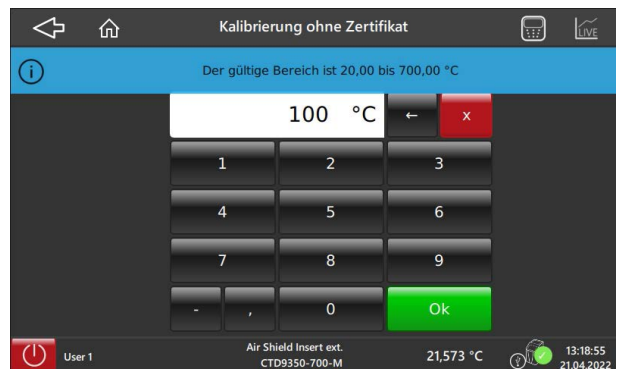 Kalibrierung ohne Zertifikat
LIVE
Der gültige Bereich ist 20,00 bis 700,00 °C
100 °C ← x
1 2 3
4 5 6
7 8 9
- , 0 Ok
User 1
Air Shield Insert ext.
CTD9350-700-M
21,573 °C
13:18:55
21.04.2022